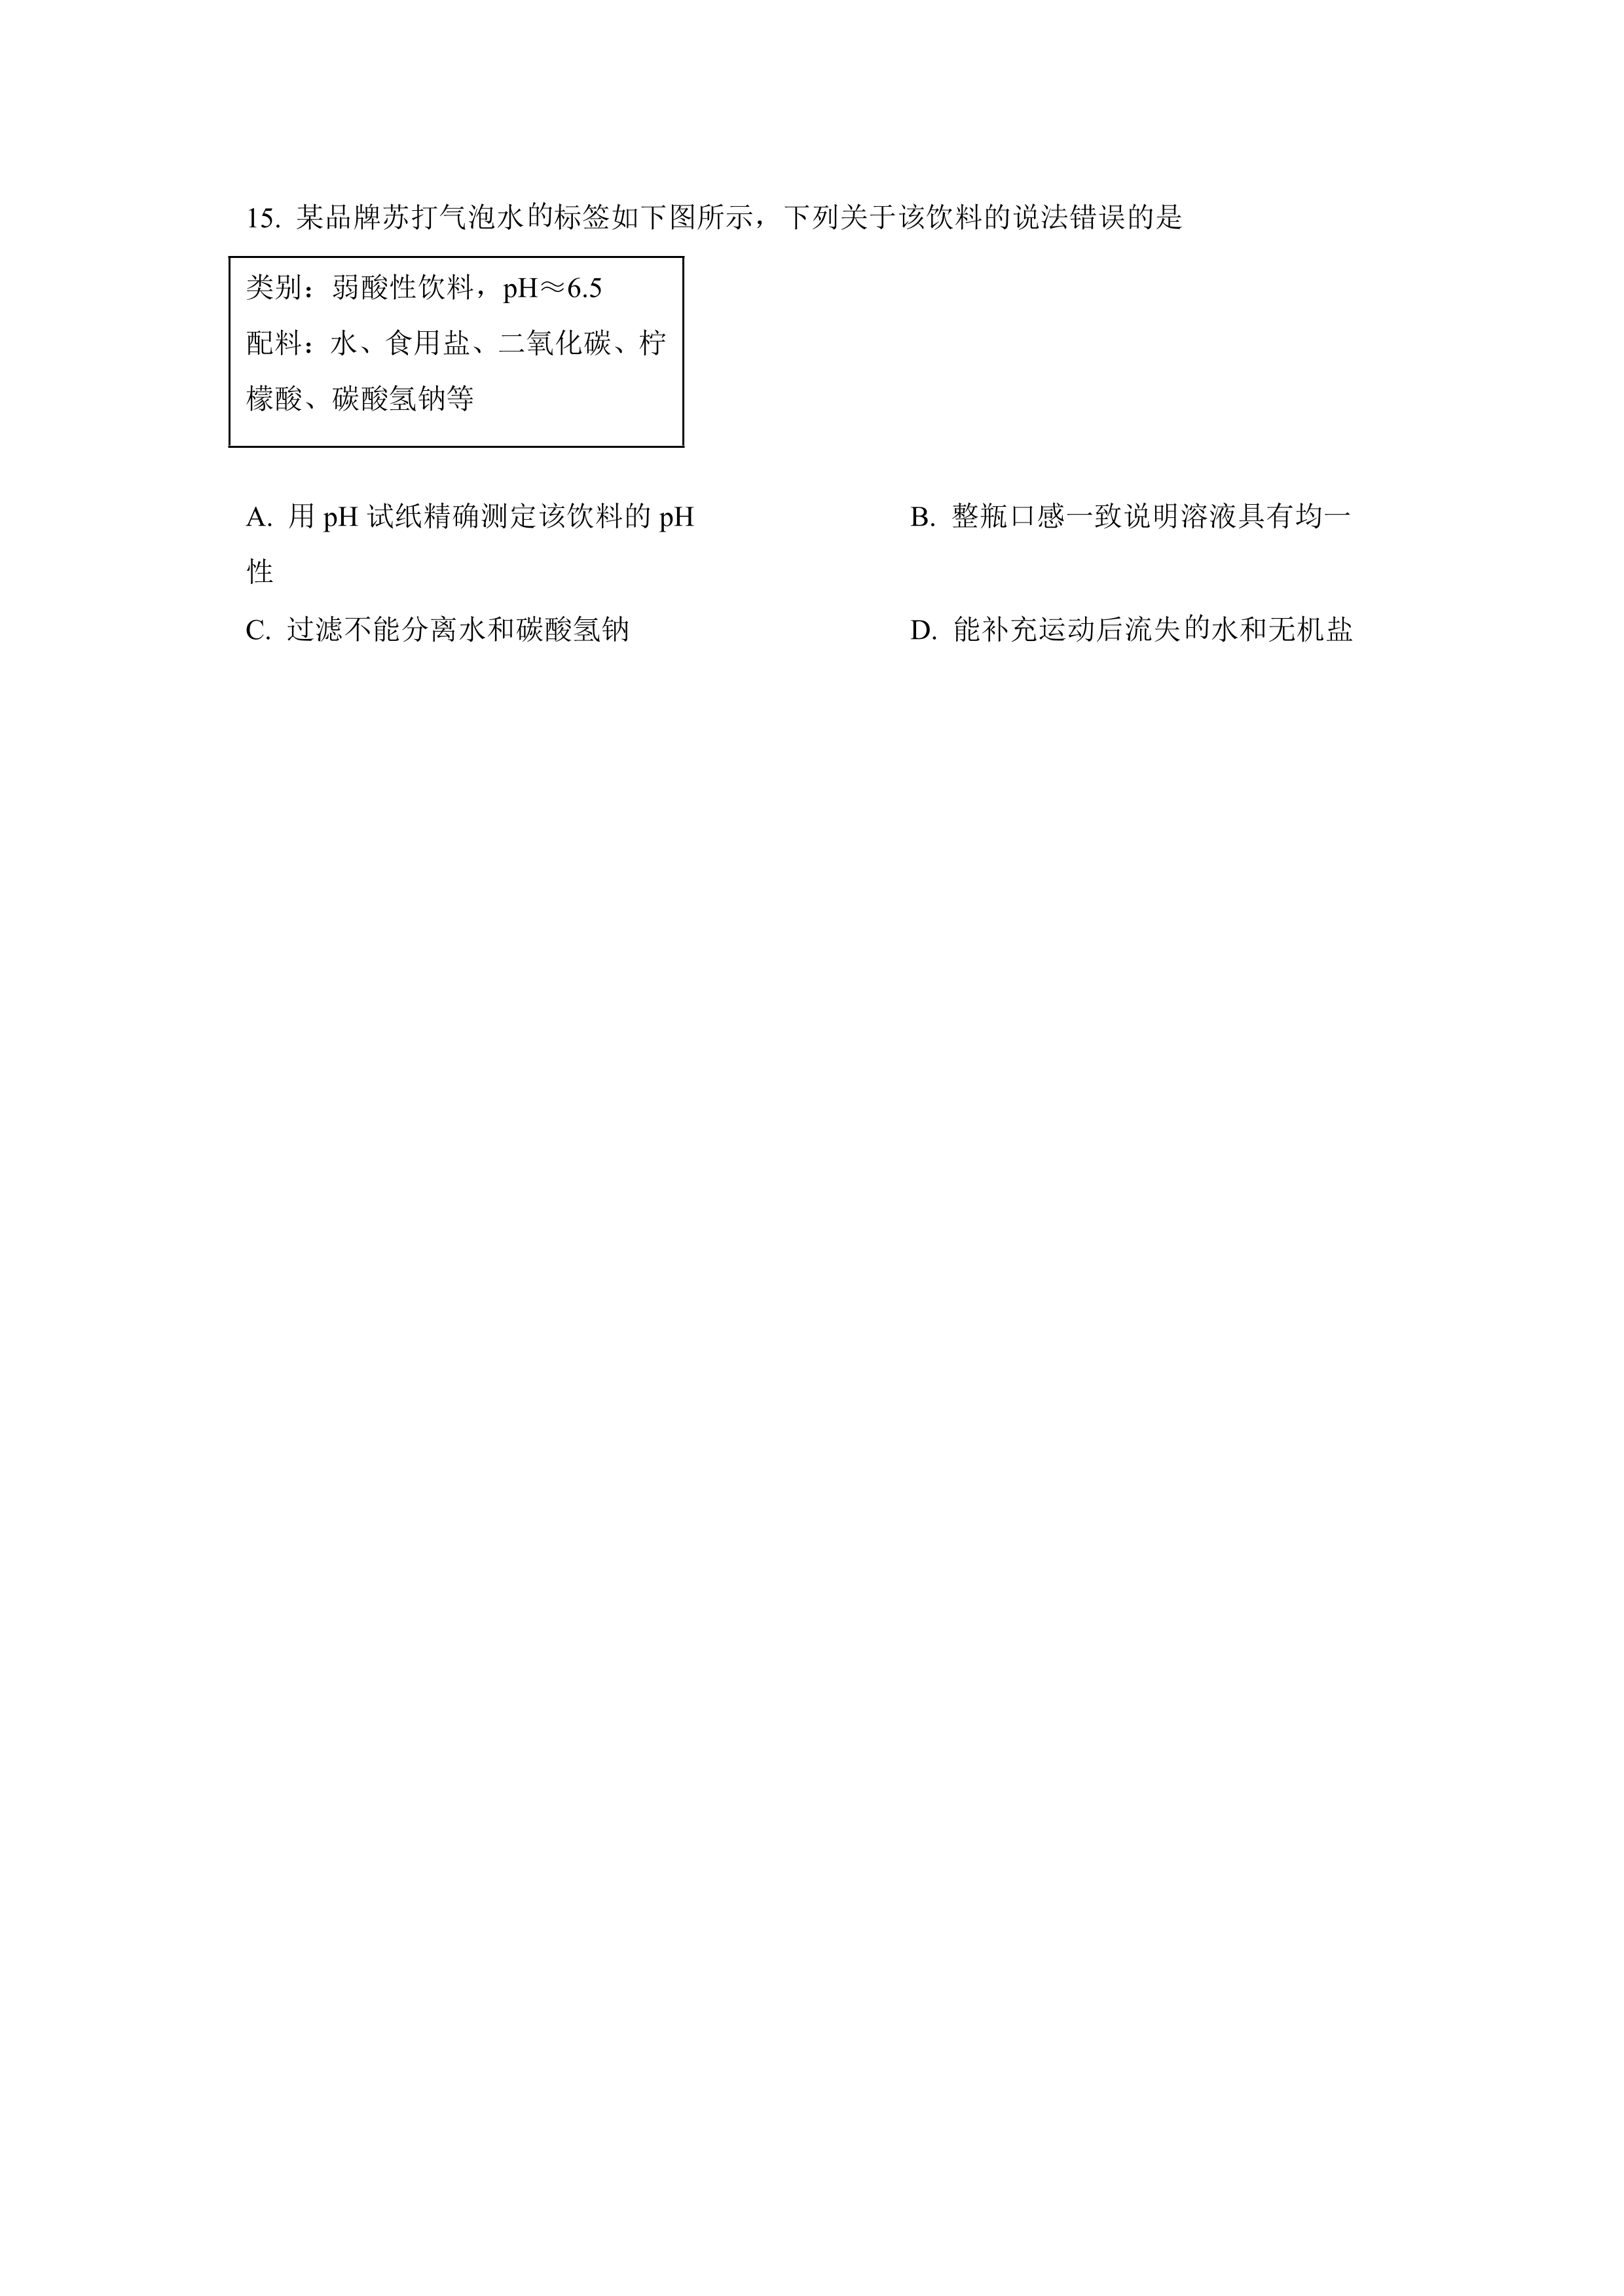 15. 某品牌苏打气泡水的标签如下图所示，下列关于该饮料的说法错误的是
类别：弱酸性饮料，pH≈6.5
配料：水、食用盐、二氧化碳、柠
檬酸、碳酸氢钠等
A. 用 pH 试纸精确测定该饮料的 pH B. 整瓶口感一致说明溶液具有均一
性
C. 过滤不能分离水和碳酸氢钠 D. 能补充运动后流失的水和无机盐